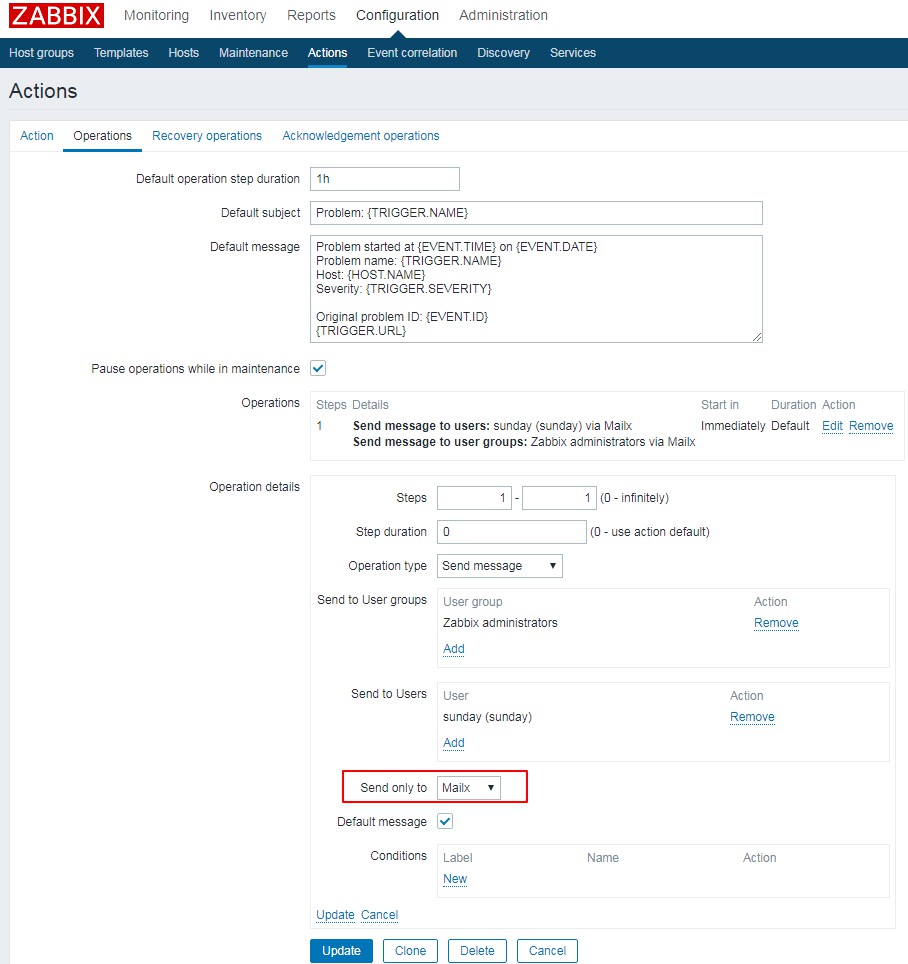 ZABBIX Monitoring Inventory Reports Configuration Administration
Host groups Templates Hosts Maintenance Actions Event correlation Discovery Services
Actions
Action Operations Recovery operations Acknowledgement operations
Default operation step duration 1h
Default subject Problem: {TRIGGER.NAME}
Default message Problem started at {EVENT.TIME} on {EVENT.DATE}
Problem name: {TRIGGER.NAME}
Host: {HOST.NAME}
Severity: {TRIGGER.SEVERITY}
Original problem ID: {EVENT.ID}
{TRIGGER.URL}
Pause operations while in maintenance
Operations Steps Details Start in Duration Action
1 Send message to users: sunday (sunday) via Mailx Immediately Default Edit Remove
Send message to user groups: Zabbix administrators via Mailx
Operation details
Steps 1 - 1 (0 - infinitely)
Step duration 0 (0 - use action default)
Operation type Send message
Send to User groups User group Action
Zabbix administrators Remove
Add
Send to Users User Action
sunday (sunday) Remove
Add
Send only to Mailx
Default message
Conditions Label Name Action
New
Update Cancel
Update Clone Delete Cancel